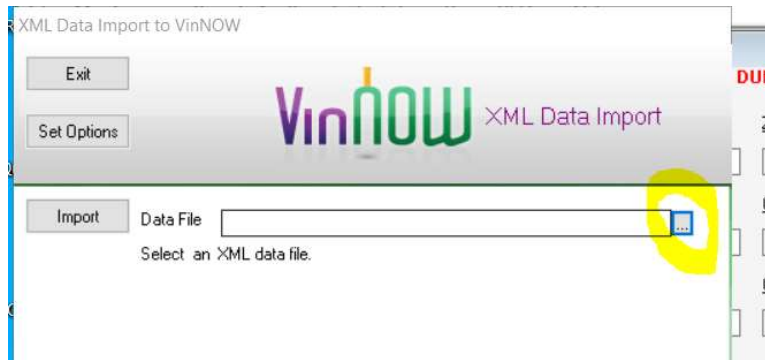 XML Data Import to VinNOW
Exit
VinNOW XML Data Import
Set Options
Import Data File ...
Select an XML data file.